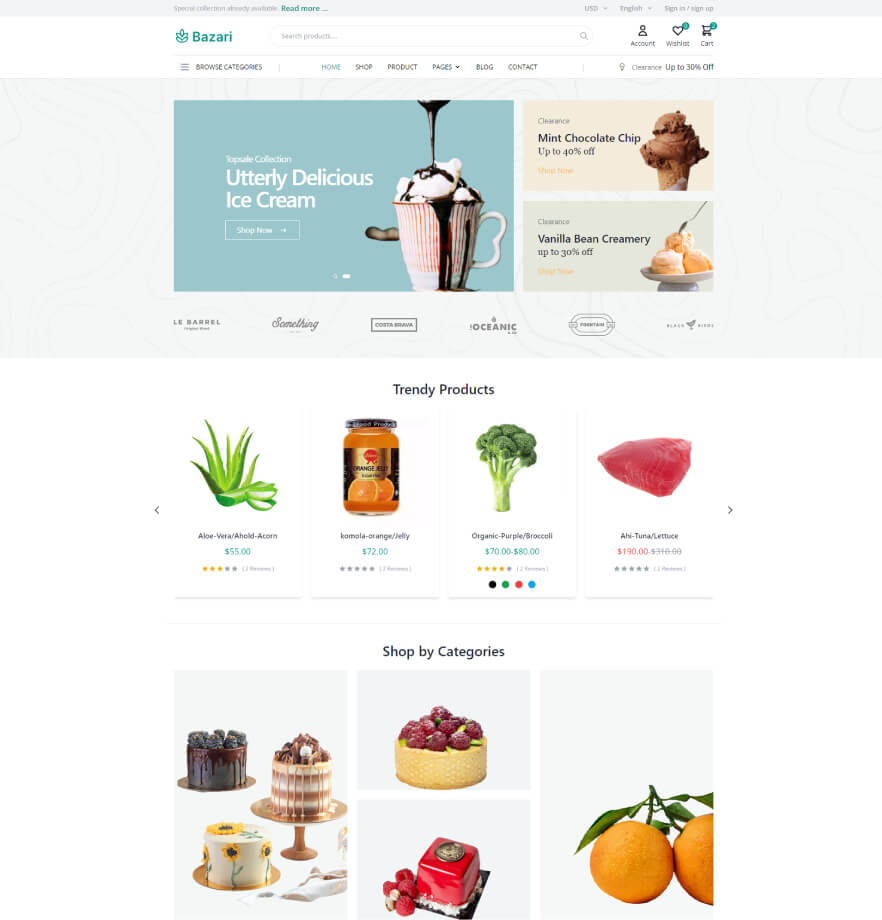 Special collection already available. Read more ...
USD English Sign in / sign up
Bazari
Search products...
Account
Wishlist
Cart
BROWSE CATEGORIES
HOME SHOP PRODUCT PAGES BLOG CONTACT
Clearance Up to 30% Off
Topsale Collection
Utterly Delicious
Ice Cream
Shop Now
Clearance
Mint Chocolate Chip
Up to 40% off
Shop Now
Clearance
Vanilla Bean Creamery
up to 30% off
Shop Now
LE BARREL
Original Blend
Something
COSTA BRAVA
OCEANIC
FOUNTAIN
BLACK BIRDS
Trendy Products
ORANGE JELLY
Aloe-Vera/Ahold-Acorn
$55.00
( 2 Reviews )
komola-orange/Jelly
$72.00
( 2 Reviews )
Organic-Purple/Broccoli
$70.00-$80.00
( 2 Reviews )
Ahi-Tuna/Lettuce
$190.00-$310.00
( 2 Reviews )
Shop by Categories